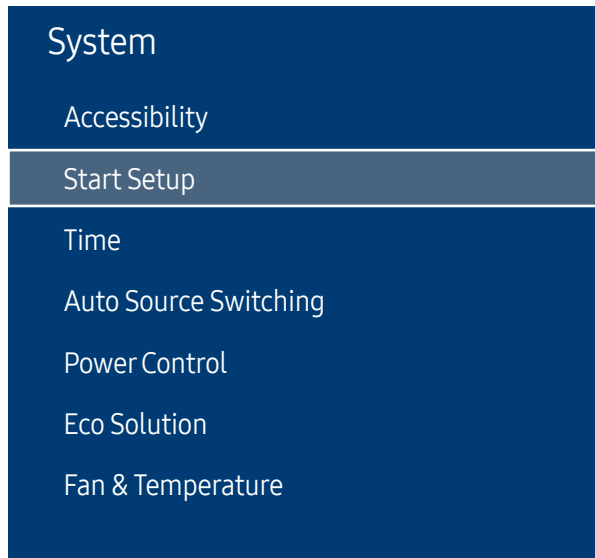 System
Accessibility
Start Setup
Time
Auto Source Switching
Power Control
Eco Solution
Fan & Temperature